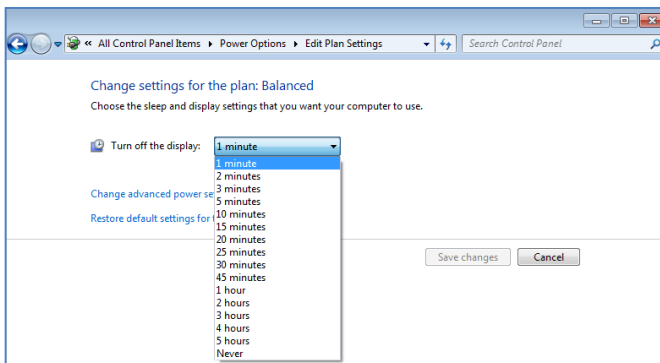 « All Control Panel Items ▸ Power Options ▸ Edit Plan Settings Search Control Panel
Change settings for the plan: Balanced
Choose the sleep and display settings that you want your computer to use.
Turn off the display: 1 minute
1 minute
2 minutes
3 minutes
Change advanced power se
5 minutes
Restore default settings for
10 minutes
15 minutes
20 minutes
25 minutes
30 minutes
45 minutes
1 hour
2 hours
3 hours
4 hours
5 hours
Never
Save changes Cancel